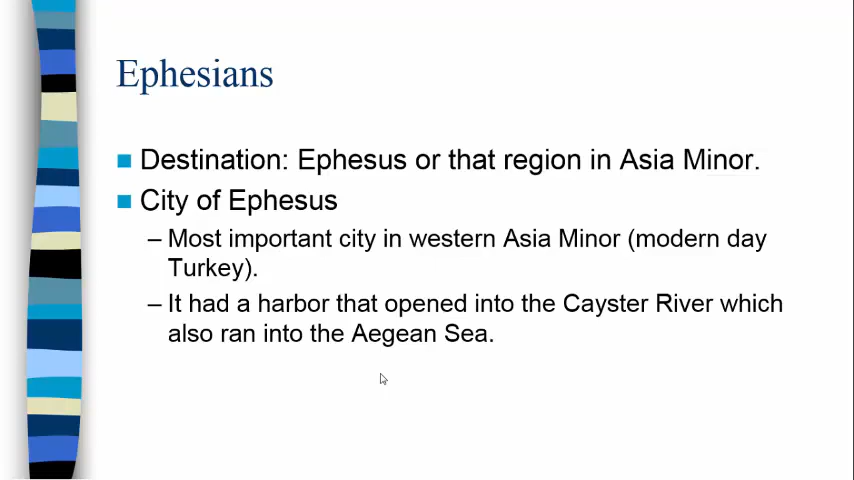 Ephesians
■ Destination: Ephesus or that region in Asia Minor.
■ City of Ephesus
– Most important city in western Asia Minor (modern day
Turkey).
– It had a harbor that opened into the Cayster River which
also ran into the Aegean Sea.